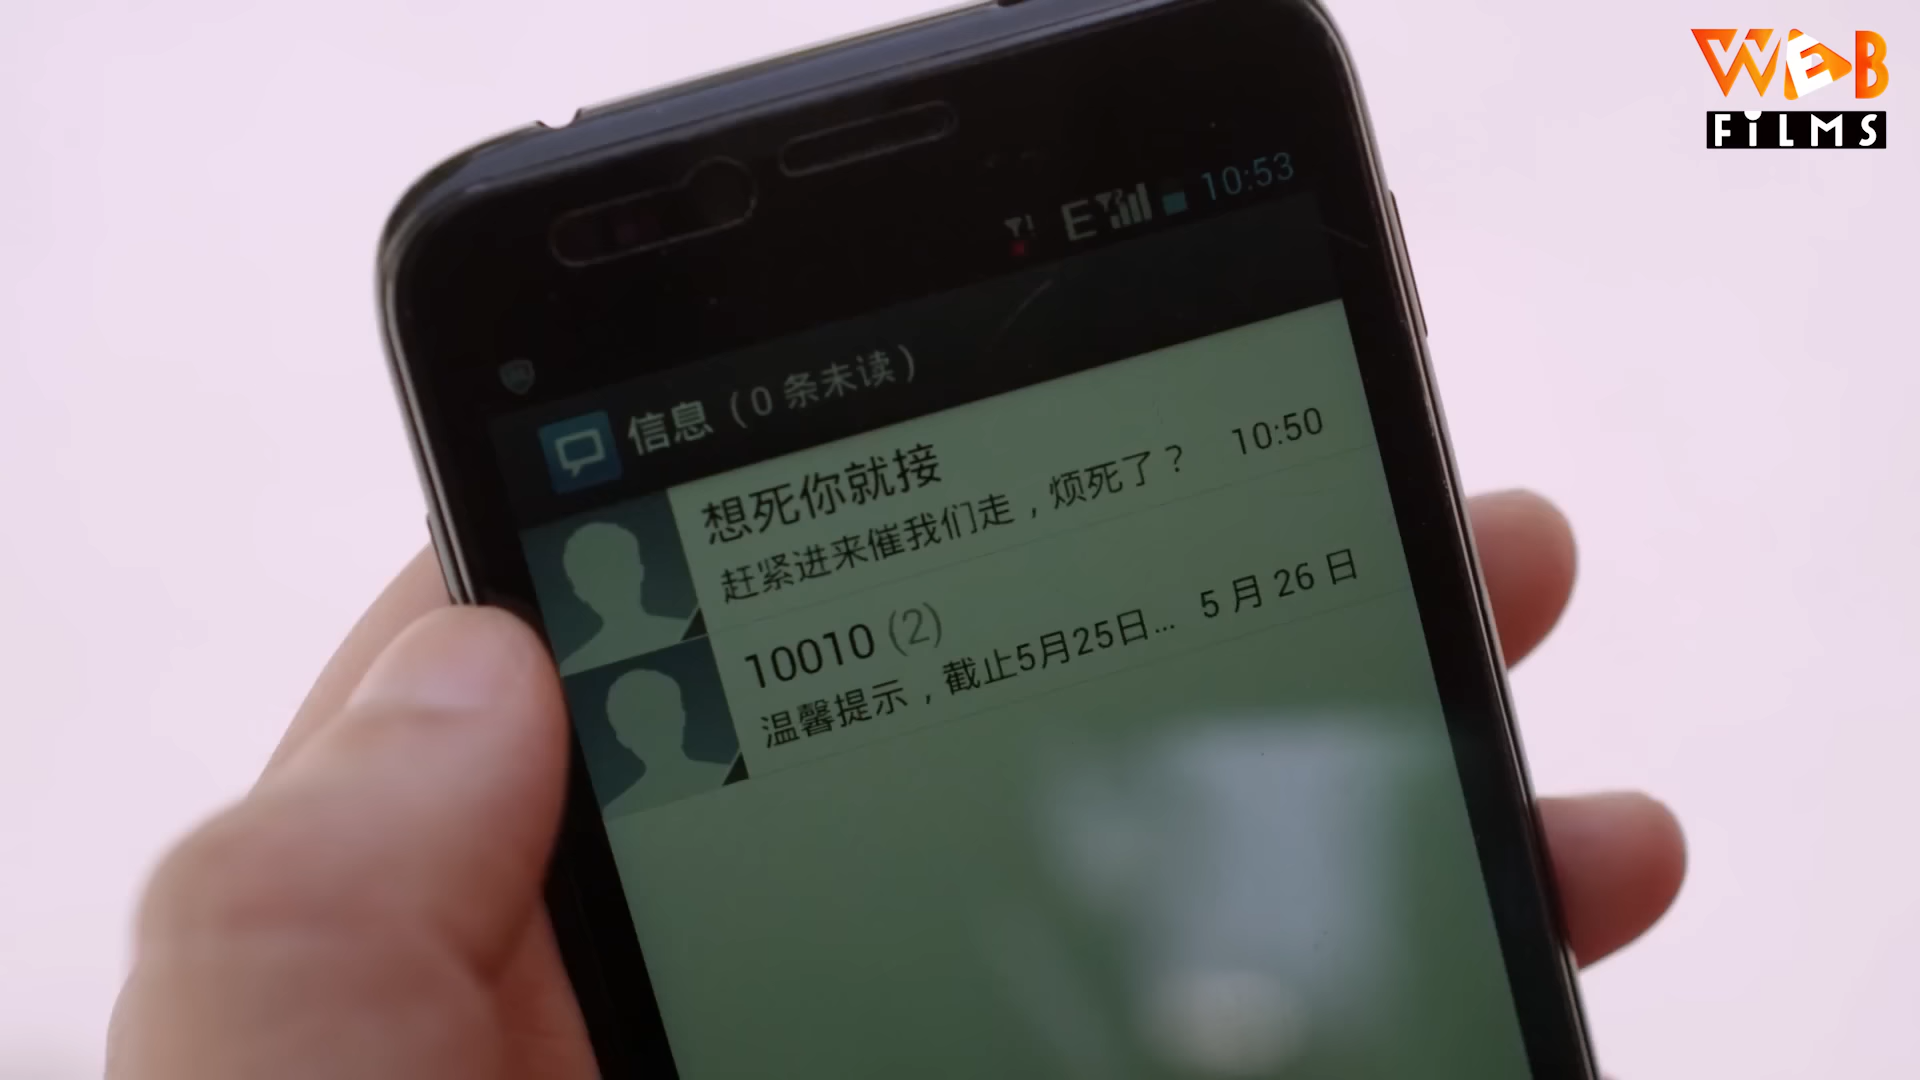 WEB
FiLMS
E 10:53
信息（0 条未读）
想死你就接
赶紧进来催我们走，烦死了？ 10:50
10010 (2)
温馨提示，截止5月25日... 5 月 26 日